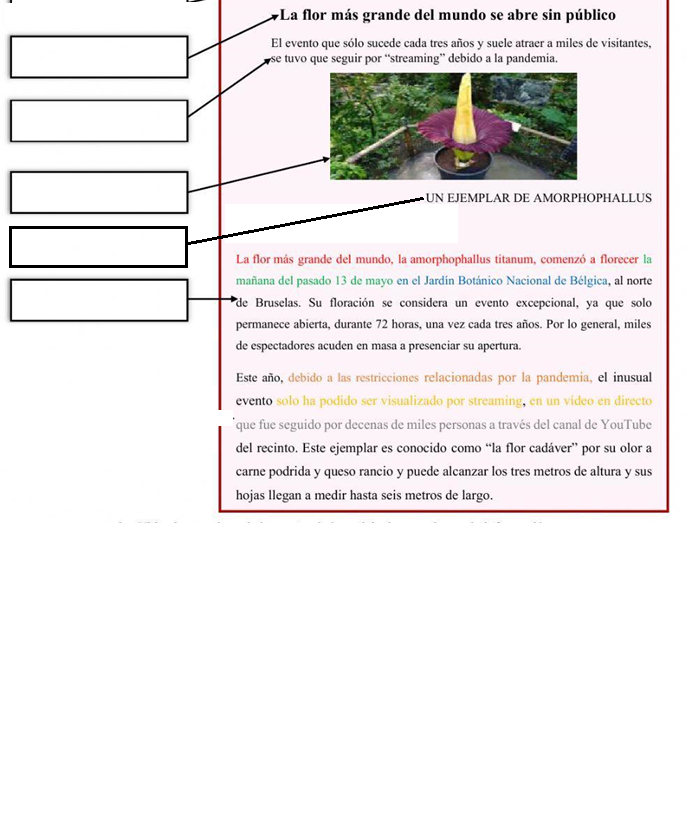 La flor más grande del mundo se abre sin público
El evento que sólo sucede cada tres años y suele atraer a miles de visitantes,
se tuvo que seguir por “streaming” debido a la pandemia.
UN EJEMPLAR DE AMORPHOPHALLUS
La flor más grande del mundo, la amorphophallus titanum, comenzó a florecer la
mañana del pasado 13 de mayo en el Jardín Botánico Nacional de Bélgica, al norte
de Bruselas. Su floración se considera un evento excepcional, ya que solo
permanece abierta, durante 72 horas, una vez cada tres años. Por lo general, miles
de espectadores acuden en masa a presenciar su apertura.
Este año, debido a las restricciones relacionadas por la pandemia, el inusual
evento solo ha podido ser visualizado por streaming, en un vídeo en directo
que fue seguido por decenas de miles personas a través del canal de YouTube
del recinto. Este ejemplar es conocido como “la flor cadáver” por su olor a
carne podrida y queso rancio y puede alcanzar los tres metros de altura y sus
hojas llegan a medir hasta seis metros de largo.